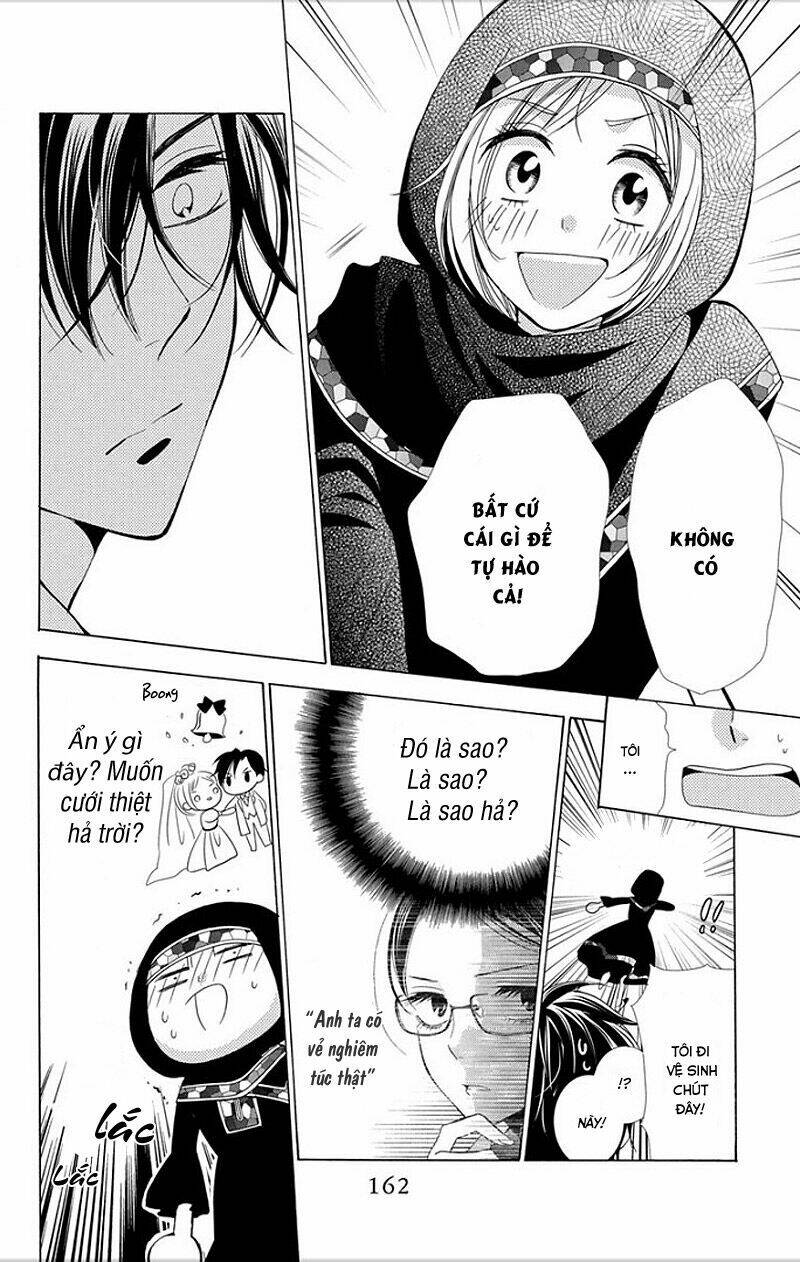 KHÔNG
CÓ
BẤT CỨ
CÁI GÌ ĐỂ
TỰ HÀO
CẢ!
TÔI
...
!!
TÔI ĐI
VỆ SINH
CHÚT
ĐÂY!
!?
NÀY!
Đó là sao?
Là sao?
Là sao hả?
"Anh ta có
vẻ nghiêm
túc thật"
Boong
Ẩn ý gì
đây? Muốn
cưới thiệt
hả trời?
lắc
Lắc
162